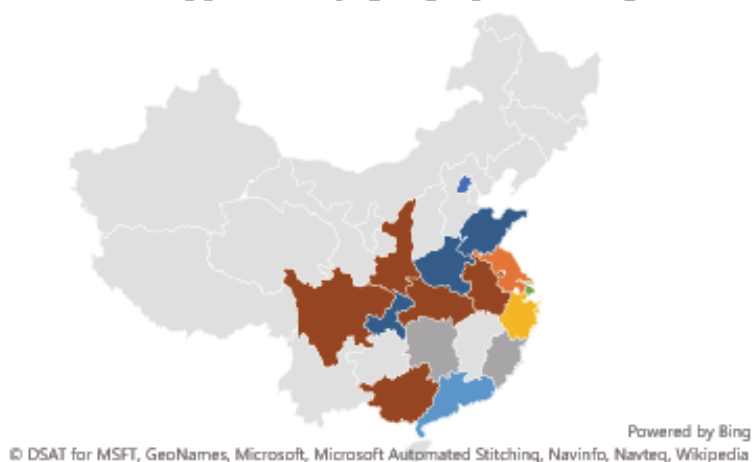 Powered by Bing
© DSAT for MSFT, GeoNames, Microsoft, Microsoft Automated Stitching, Navinfo, Navteq, Wikipedia